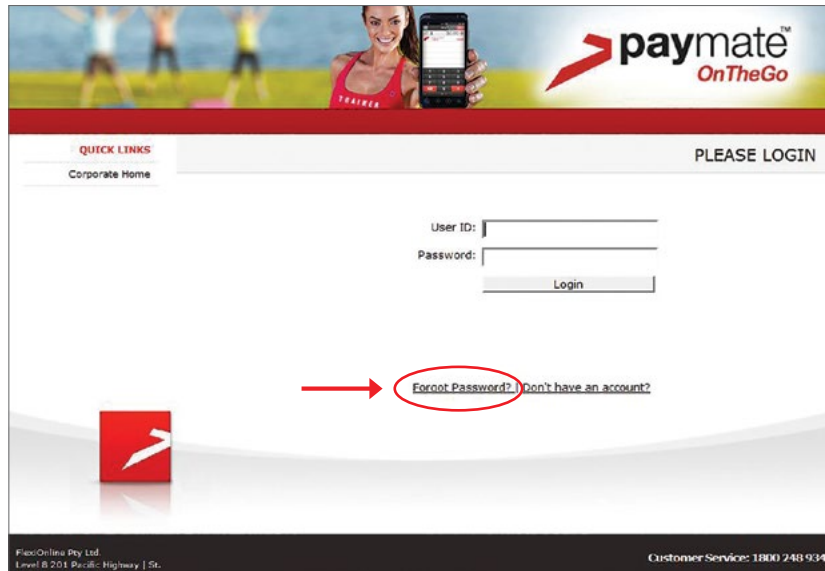 TRAINER
paymate™
OnTheGo
QUICK LINKS
Corporate Home
PLEASE LOGIN
User ID:
Password:
Login
Forgot Password? | Don't have an account?
FlexiOnline Pty Ltd.
Level 8 201 Pacific Highway | St.
Customer Service: 1800 248 934